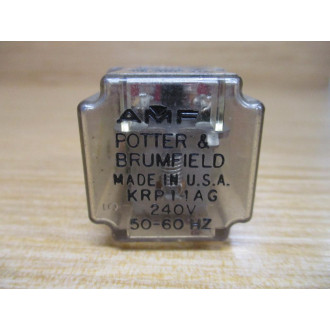 AMF
POTTER &
BRUMFIELD
MADE IN U.S.A.
KRP11AG
240V
50-60 HZ